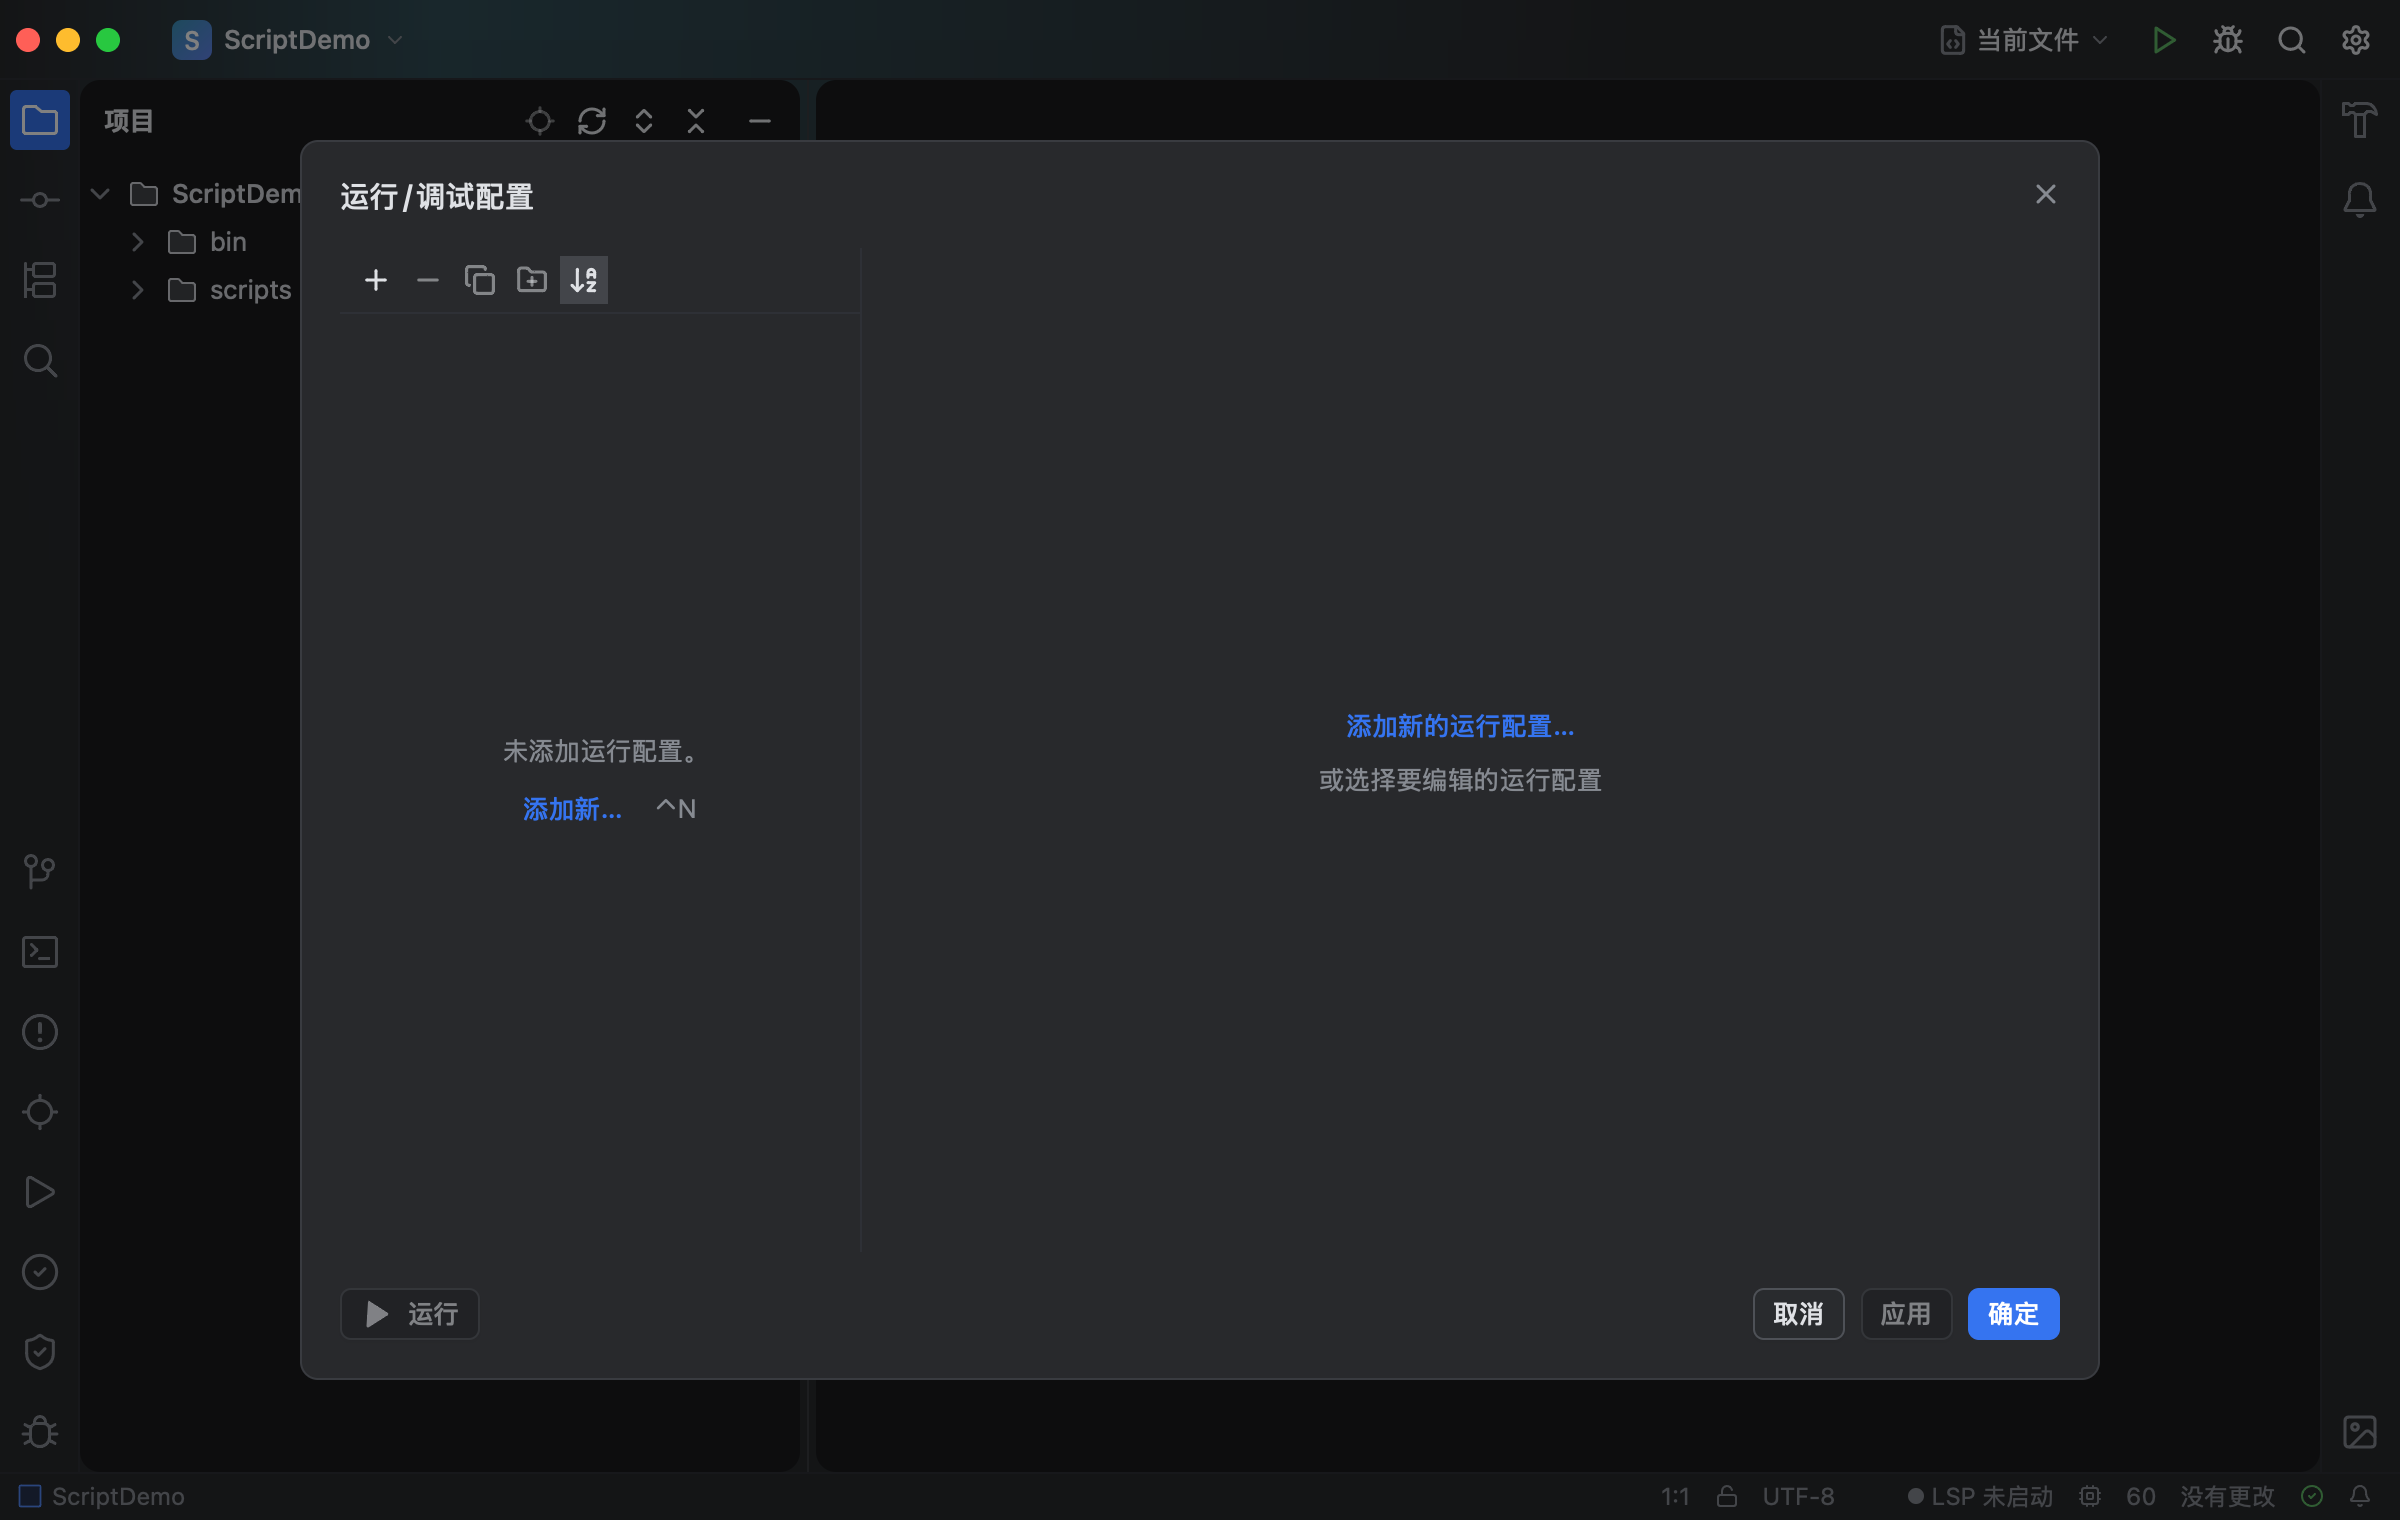 S ScriptDemo
当前文件
项目
ScriptDem
bin
scripts
运行/调试配置
未添加运行配置。
添加新... ^N
添加新的运行配置...
或选择要编辑的运行配置
运行
取消
应用
确定
ScriptDemo
1:1
UTF-8
LSP 未启动
60
没有更改